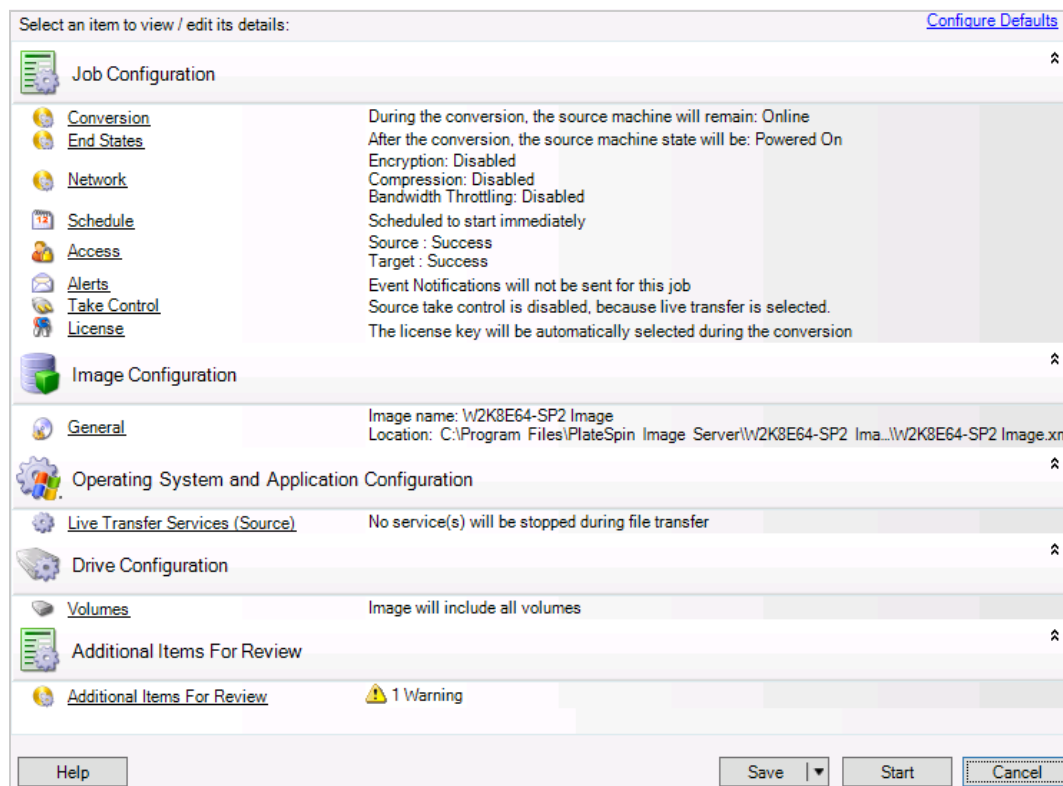 Select an item to view / edit its details:
Configure Defaults
Job Configuration
Conversion During the conversion, the source machine will remain: Online
End States After the conversion, the source machine state will be: Powered On
Encryption: Disabled
Network Compression: Disabled
Bandwidth Throttling: Disabled
12
Schedule Scheduled to start immediately
Access Source : Success
Target : Success
Alerts Event Notifications will not be sent for this job
Take Control Source take control is disabled, because live transfer is selected.
License The license key will be automatically selected during the conversion
Image Configuration
General Image name: W2K8E64-SP2 Image
Location: C:\Program Files\PlateSpin Image Server\W2K8E64-SP2 Ima...\W2K8E64-SP2 Image.xm
Operating System and Application Configuration
Live Transfer Services (Source) No service(s) will be stopped during file transfer
Drive Configuration
Volumes Image will include all volumes
Additional Items For Review
Additional Items For Review 1 Warning
Help Save Start Cancel